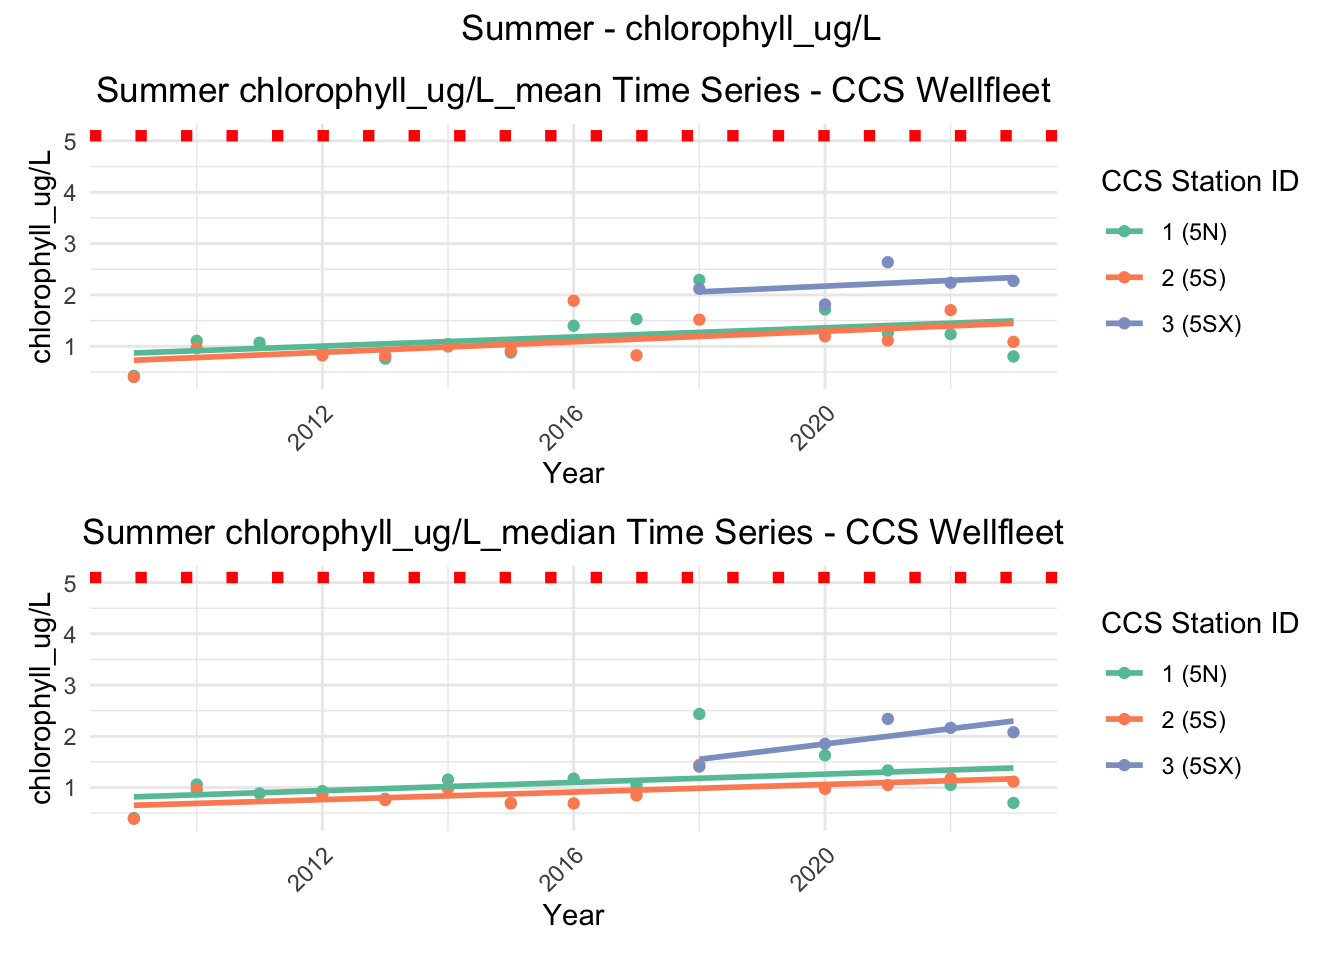 Summer - chlorophyll_ug/L
Summer chlorophyll_ug/L_mean Time Series - CCS Wellfleet
chlorophyll_ug/L
5
4
3
2
1
2012
2016
2020
Year
CCS Station ID
1 (5N)
2 (5S)
3 (5SX)
Summer chlorophyll_ug/L_median Time Series - CCS Wellfleet
chlorophyll_ug/L
5
4
3
2
1
2012
2016
2020
Year
CCS Station ID
1 (5N)
2 (5S)
3 (5SX)